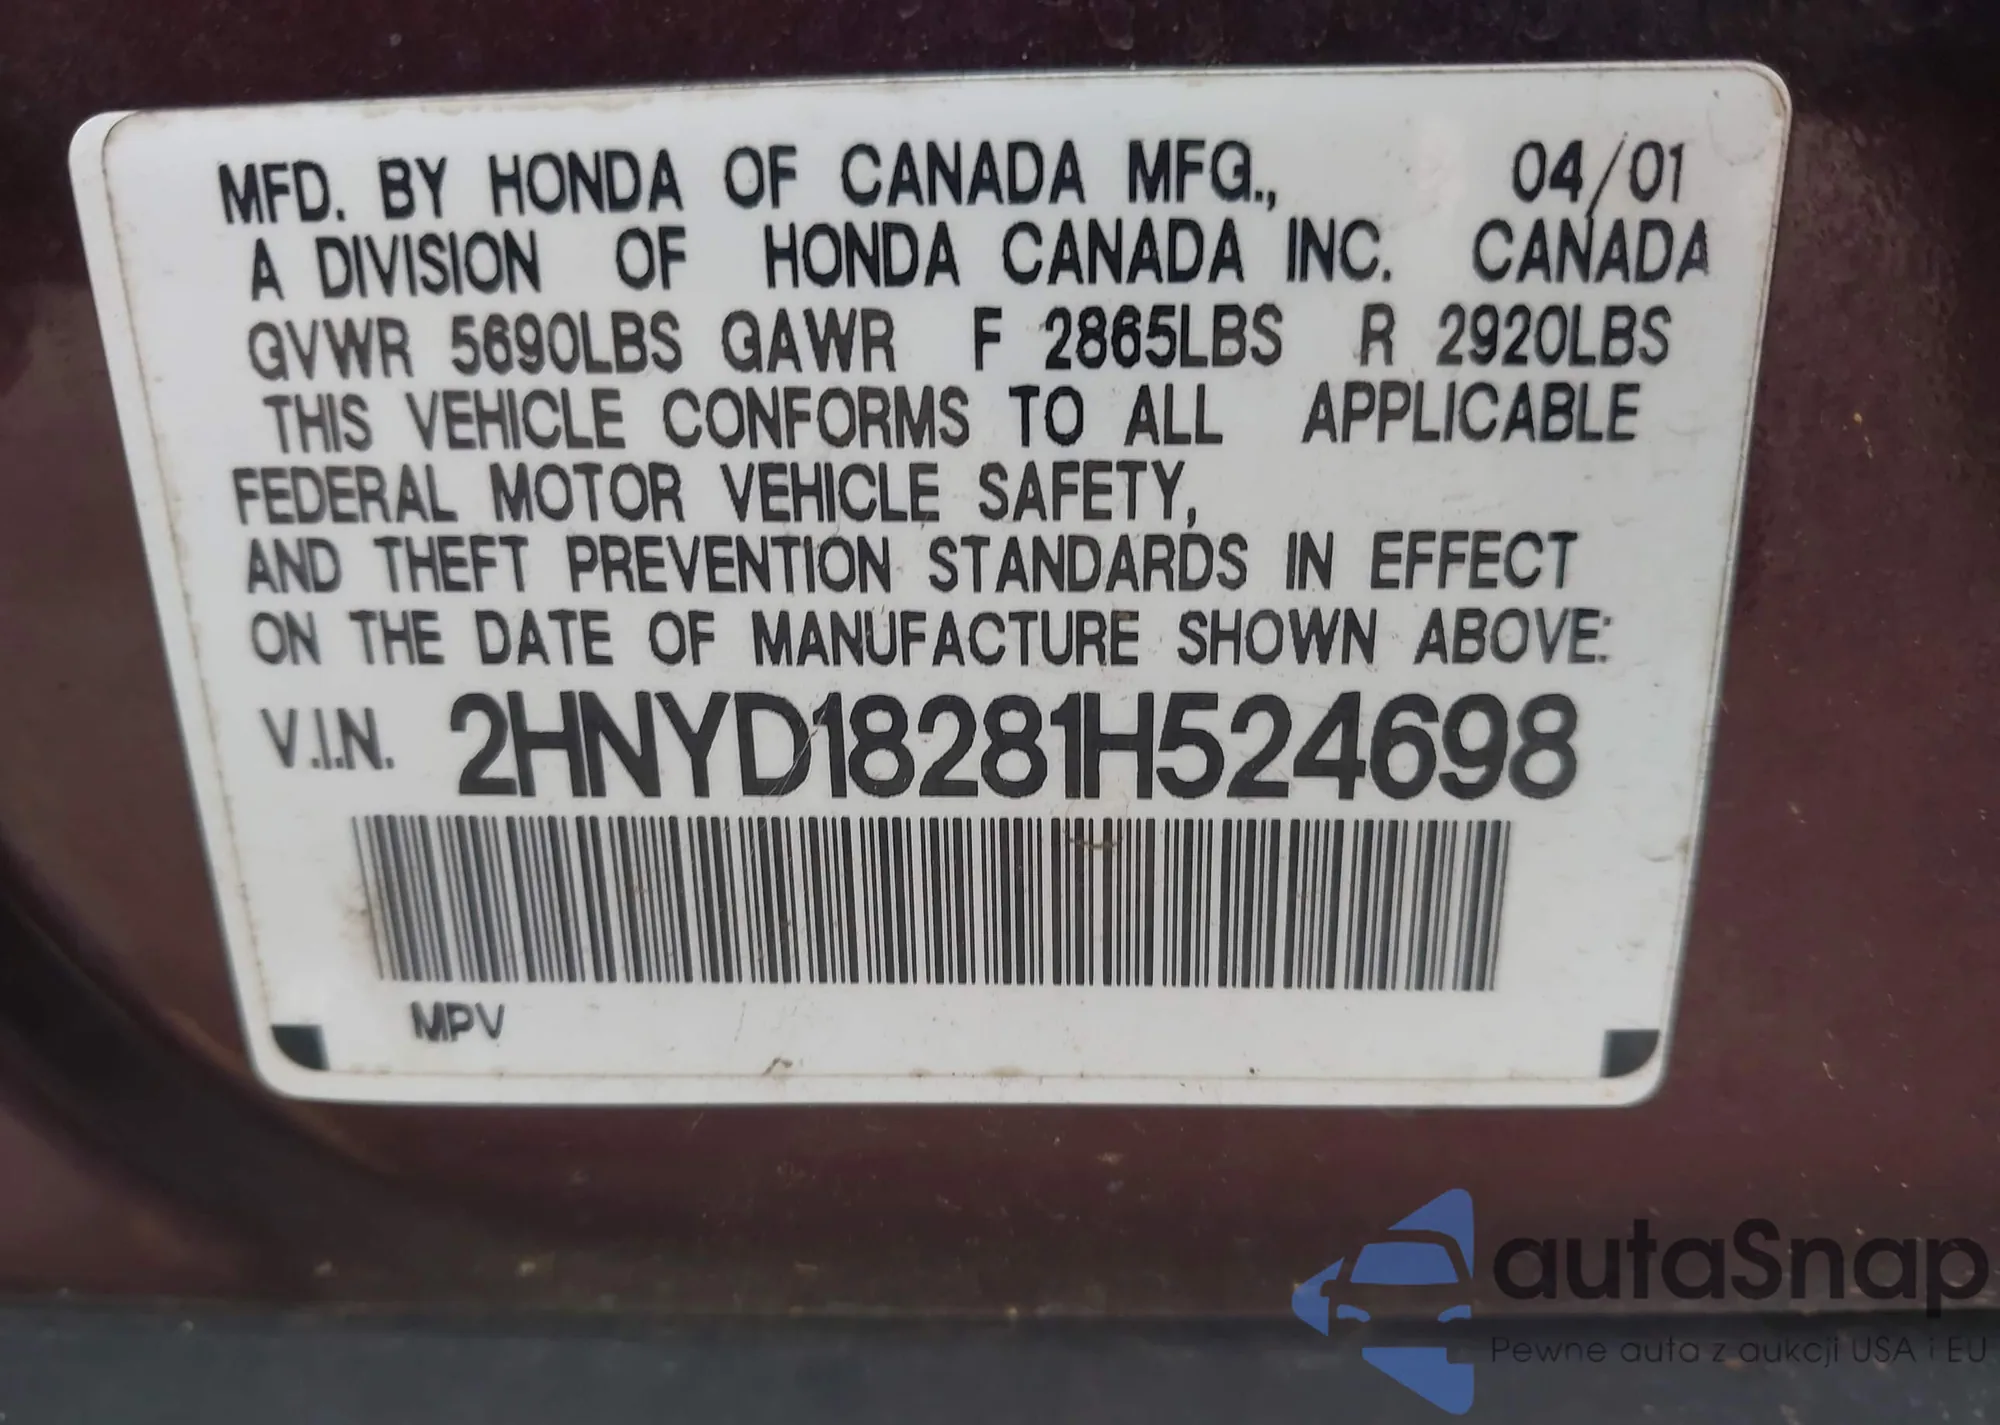 MFD. BY HONDA OF CANADA MFG., 04/01
A DIVISION OF HONDA CANADA INC. CANADA
GVWR 5690LBS GAWR F 2865LBS R 2920LBS
THIS VEHICLE CONFORMS TO ALL APPLICABLE
FEDERAL MOTOR VEHICLE SAFETY,
AND THEFT PREVENTION STANDARDS IN EFFECT
ON THE DATE OF MANUFACTURE SHOWN ABOVE:
V.I.N. 2HNYD18281H524698
MPV
autaSnap
Pewne auta z aukcji USA i EU